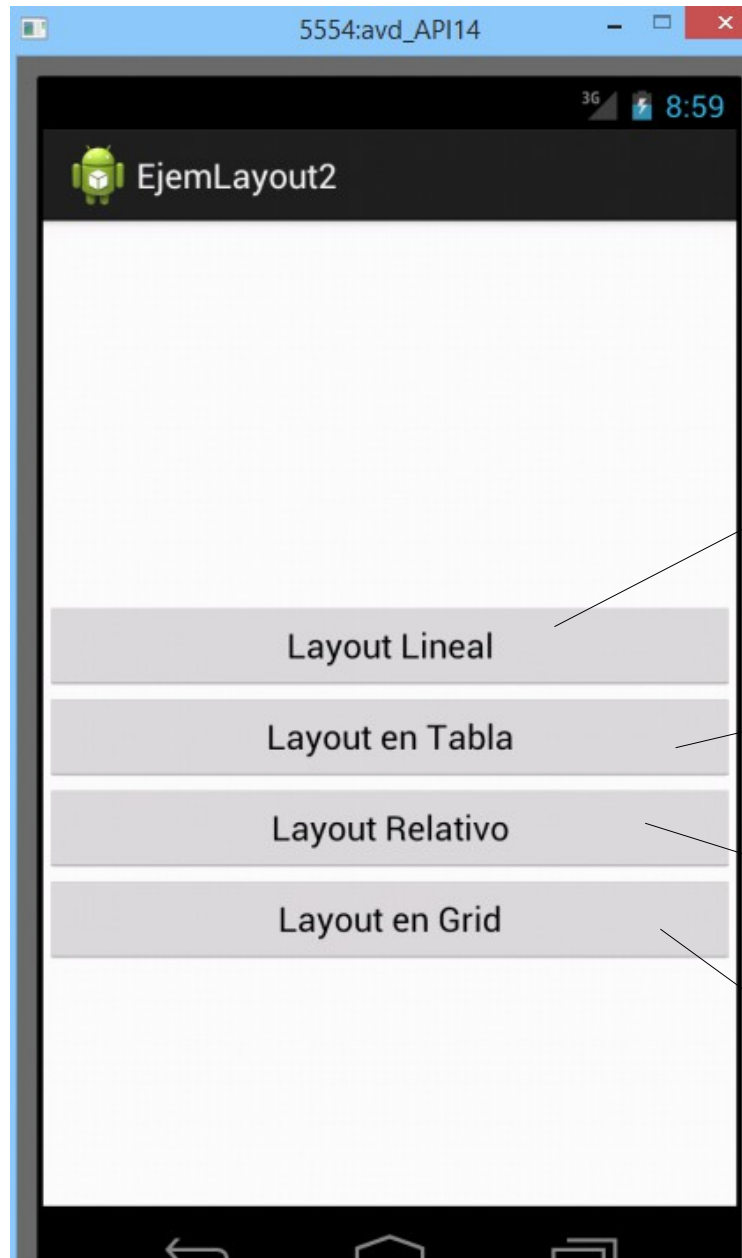 5554:avd_API14
3G 8:59
EjemLayout2
Layout Lineal
Layout en Tabla
Layout Relativo
Layout en Grid